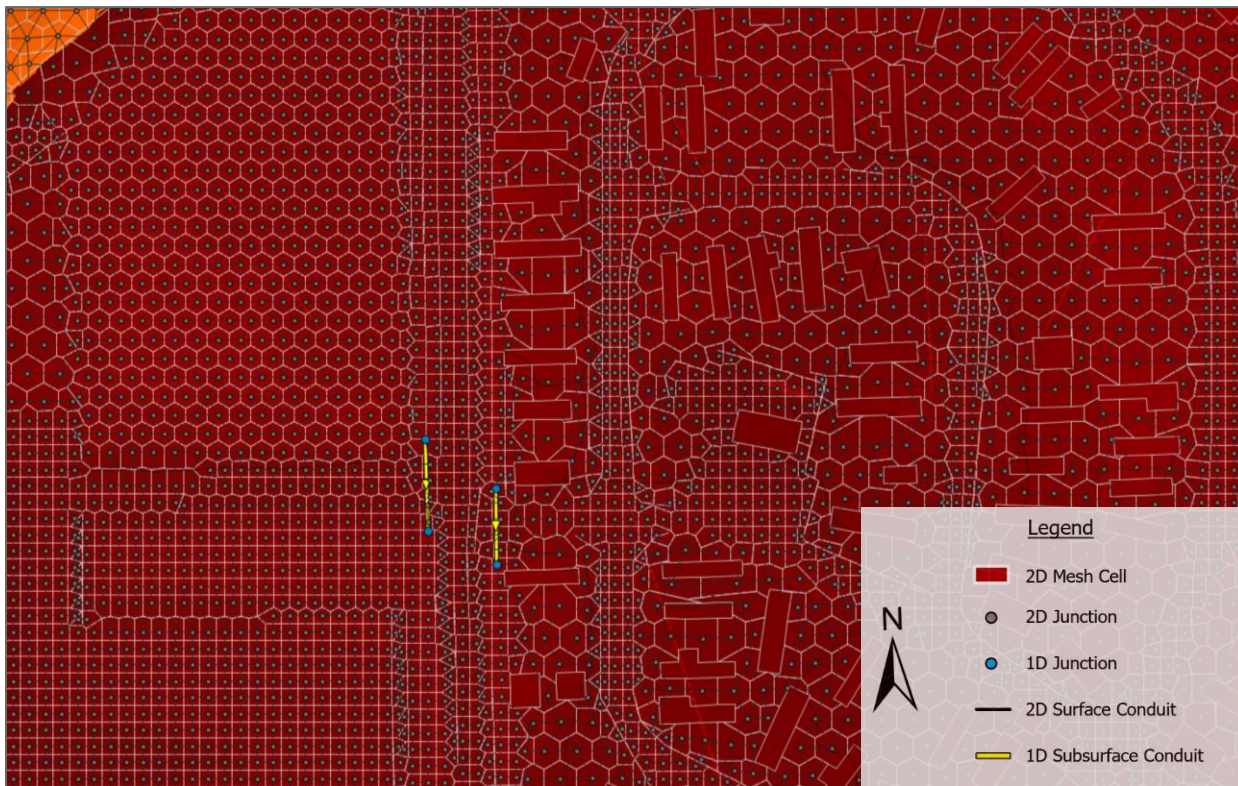 Legend
2D Mesh Cell
2D Junction
N
1D Junction
2D Surface Conduit
1D Subsurface Conduit